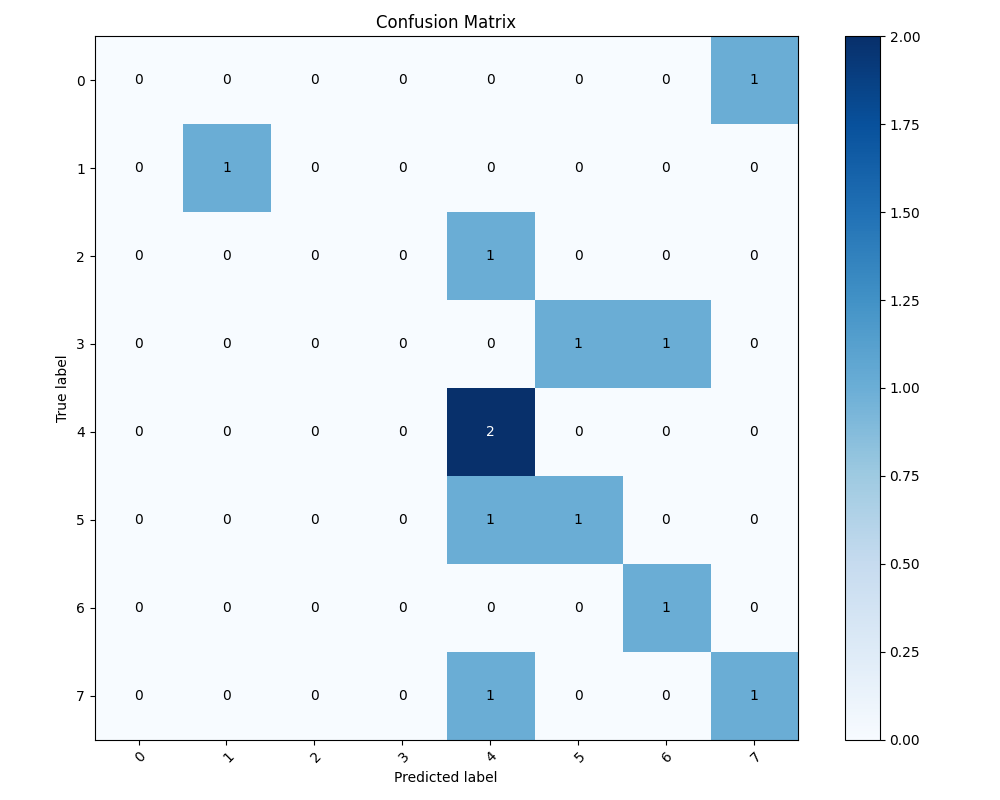 Confusion Matrix
0 0 0 0 0 0 0 0 1
1 0 1 0 0 0 0 0 0
2 0 0 0 0 1 0 0 0
3 0 0 0 0 0 1 1 0
4 0 0 0 0 2 0 0 0
5 0 0 0 0 1 1 0 0
6 0 0 0 0 0 0 1 0
7 0 0 0 0 1 0 0 1
0 1 2 3 4 5 6 7
True label
Predicted label
2.00
1.75
1.50
1.25
1.00
0.75
0.50
0.25
0.00